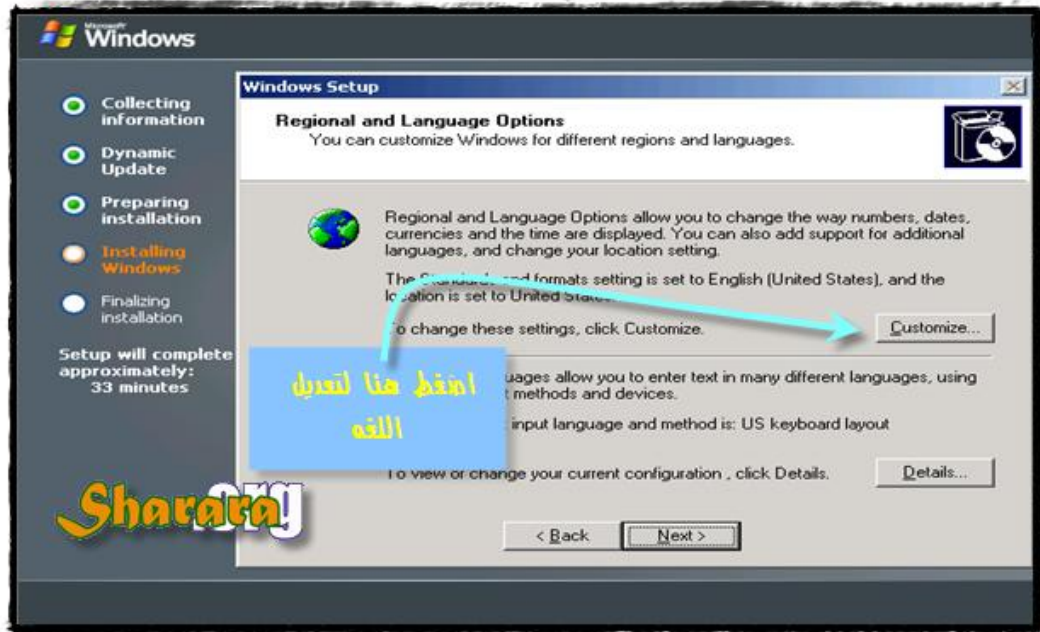 Microsoft
Windows
Collecting
information
Dynamic
Update
Preparing
installation
Installing
Windows
Finalizing
installation
Setup will complete
approximately:
33 minutes
Windows Setup
Regional and Language Options
You can customize Windows for different regions and languages.
Regional and Language Options allow you to change the way numbers, dates,
currencies and the time are displayed. You can also add support for additional
languages, and change your location setting.
The Standards and formats setting is set to English (United States), and the
location is set to United States.
To change these settings, click Customize.
Customize...
اضغط هنا لتعديل
اللغه
uages allow you to enter text in many different languages, using
methods and devices.
input language and method is: US keyboard layout
To view or change your current configuration , click Details.
Details...
< Back
Next >
Sharara
org